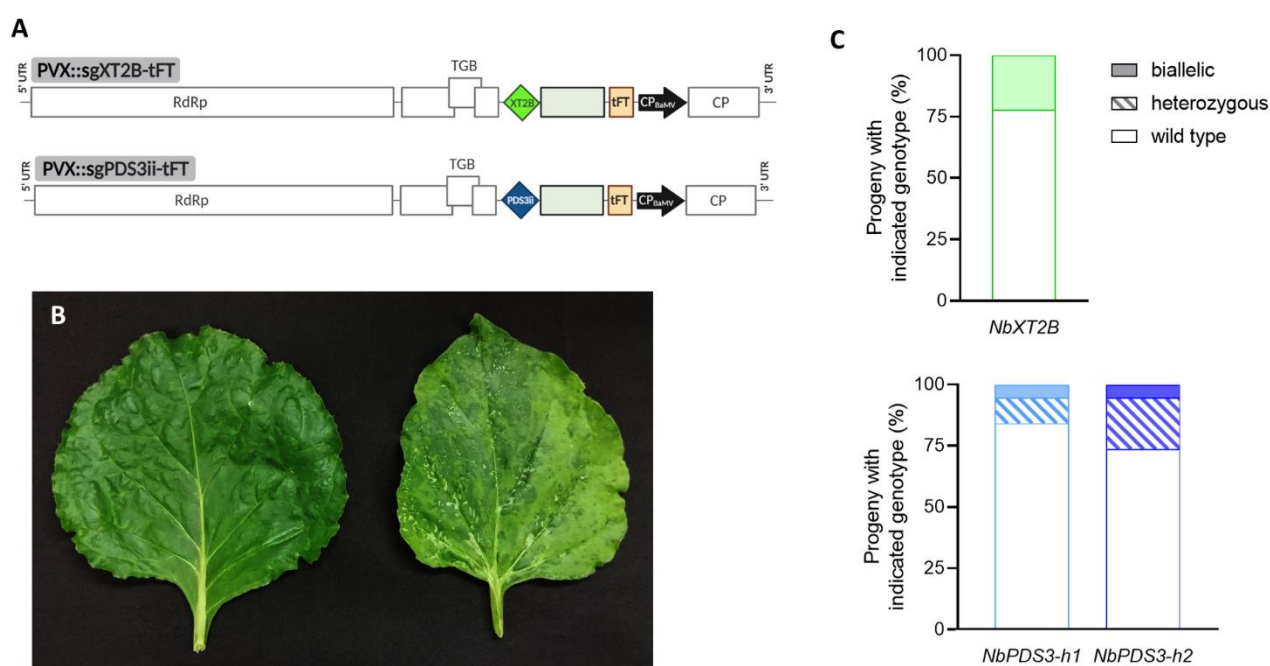 A
PVX::sgXT2B-tFT
TGB
5' UTR
RdRp
XT2B
tFT
CPBaMV
CP
3' UTR
PVX::sgPDS3ii-tFT
TGB
5' UTR
RdRp
PDS3ii
tFT
CPBaMV
CP
3' UTR
B
C
Progeny with
indicated genotype (%)
100
75
50
25
0
NbXT2B
biallelic
heterozygous
wild type
Progeny with
indicated genotype (%)
100
75
50
25
0
NbPDS3-h1 NbPDS3-h2